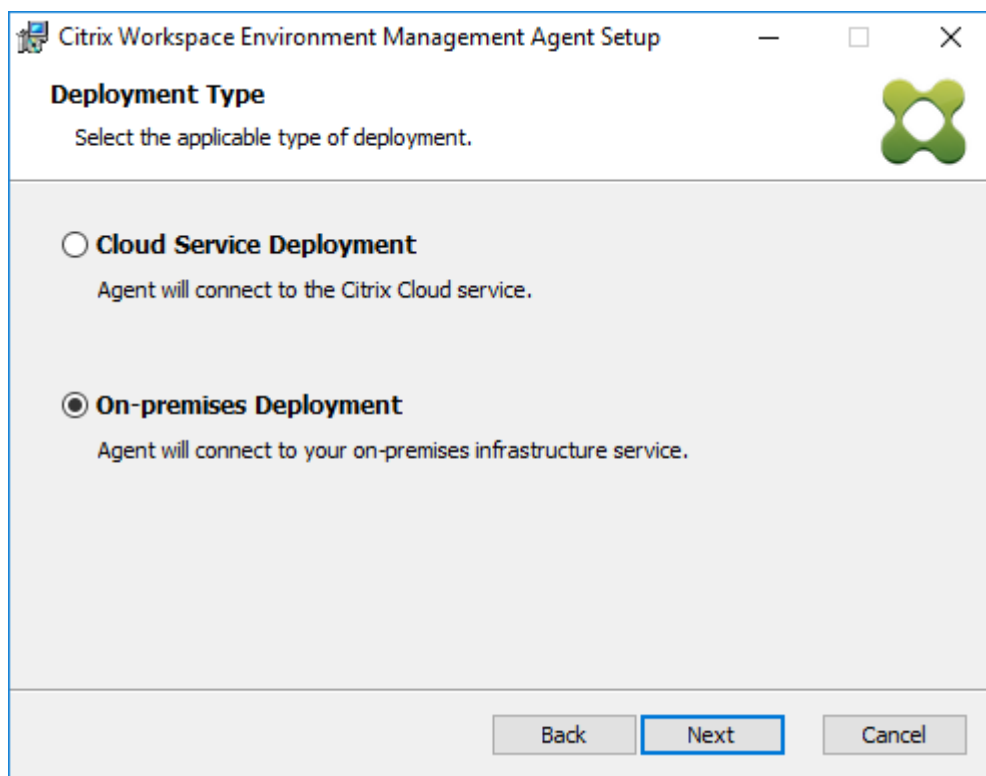 Citrix Workspace Environment Management Agent Setup
Deployment Type
Select the applicable type of deployment.
Cloud Service Deployment
Agent will connect to the Citrix Cloud service.
On-premises Deployment
Agent will connect to your on-premises infrastructure service.
Back Next Cancel